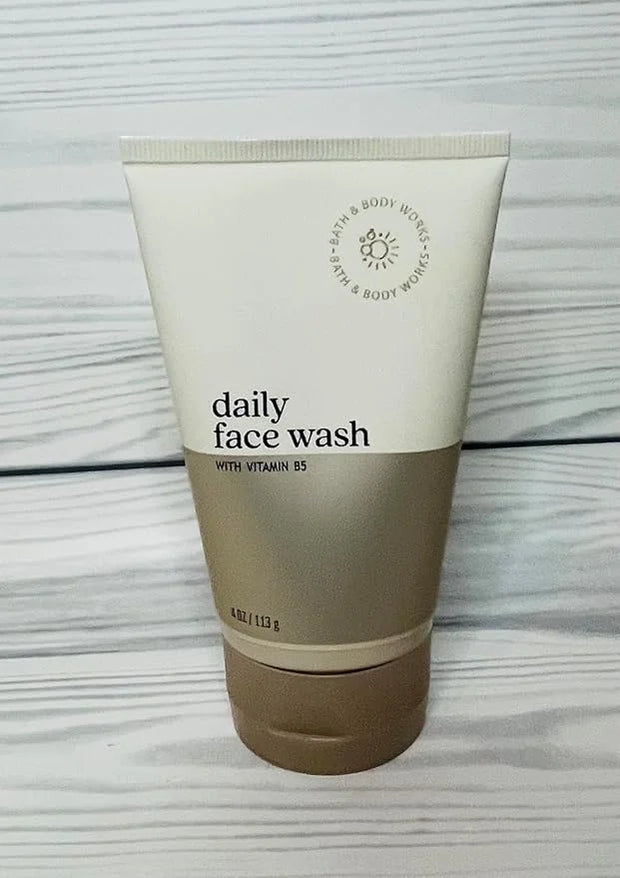 - BATH & BODY WORKS -
BATH & BODY WORKS
daily
face wash
WITH VITAMIN B5
4 OZ / 113 g